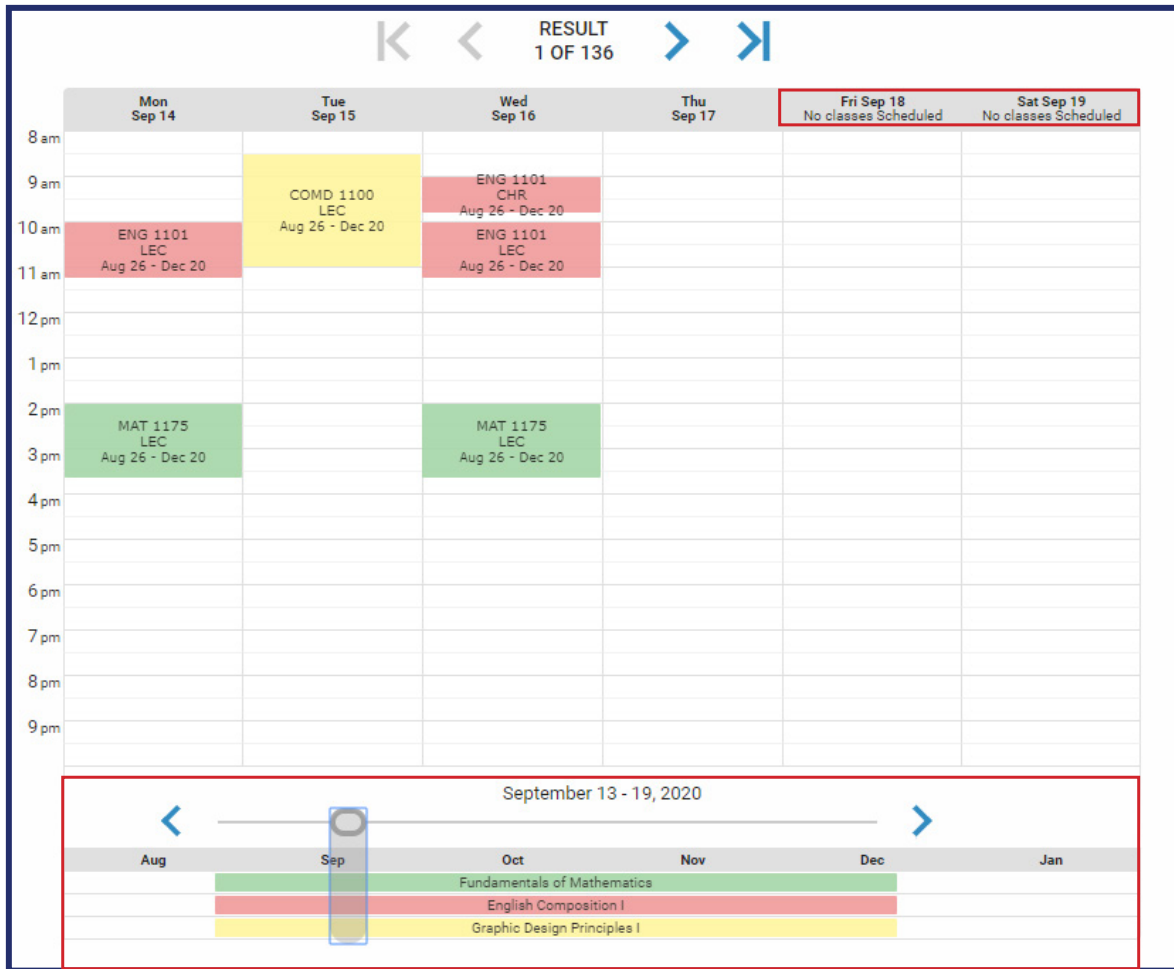 RESULT
1 OF 136
Mon
Sep 14
Tue
Sep 15
Wed
Sep 16
Thu
Sep 17
Fri Sep 18
No classes Scheduled
Sat Sep 19
No classes Scheduled
8 am
9 am
10 am
11 am
12 pm
1 pm
2 pm
3 pm
4 pm
5 pm
6 pm
7 pm
8 pm
9 pm
ENG 1101
LEC
Aug 26 - Dec 20
MAT 1175
LEC
Aug 26 - Dec 20
COMD 1100
LEC
Aug 26 - Dec 20
ENG 1101
CHR
Aug 26 - Dec 20
ENG 1101
LEC
Aug 26 - Dec 20
MAT 1175
LEC
Aug 26 - Dec 20
September 13 - 19, 2020
Aug Sep Oct Nov Dec Jan
Fundamentals of Mathematics
English Composition I
Graphic Design Principles I